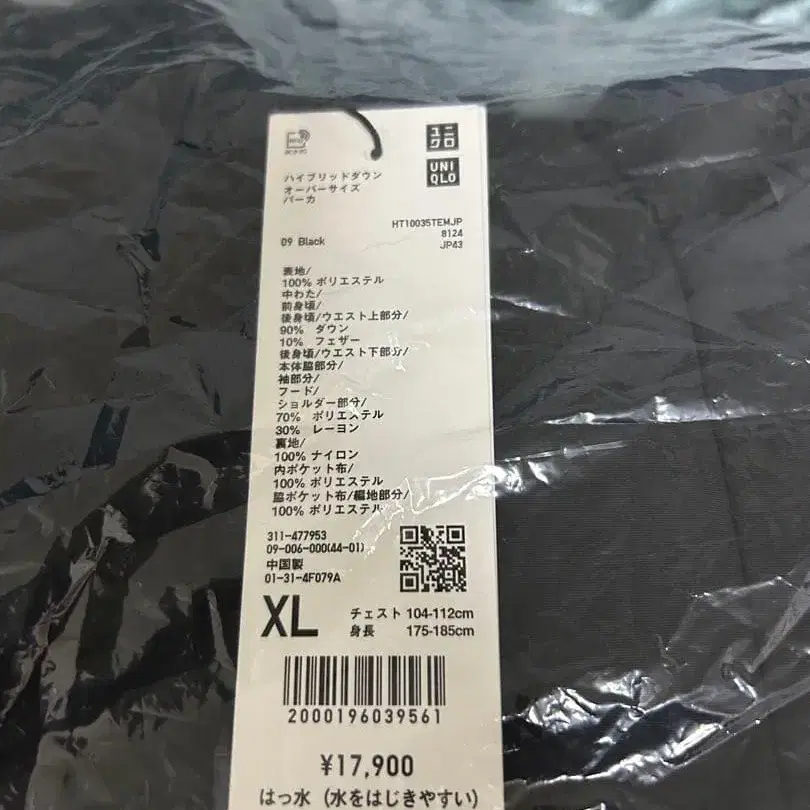 ユニクロ
UNIQLO
ハイブリッドダウン
オーバーサイズ
パーカ
HT10035TEMJP
09 Black
8124
JP43
表地/
100% ポリエステル
中わた/
前身頃/
後身頃/ウエスト上部分/
90% ダウン
10% フェザー
後身頃/ウエスト下部分/
本体脇部分/
袖部分/
フード/
ショルダー部分/
70% ポリエステル
30% レーヨン
裏地/
100% ナイロン
内ポケット布/
100% ポリエステル
脇ポケット布/編地部分/
100% ポリエステル
311-477953
09-006-000(44-01)
中国製
01-31-4F079A
XL
チェスト 104-112cm
身長 175-185cm
2000196039561
¥17,900
はっ水（水をはじきやすい）